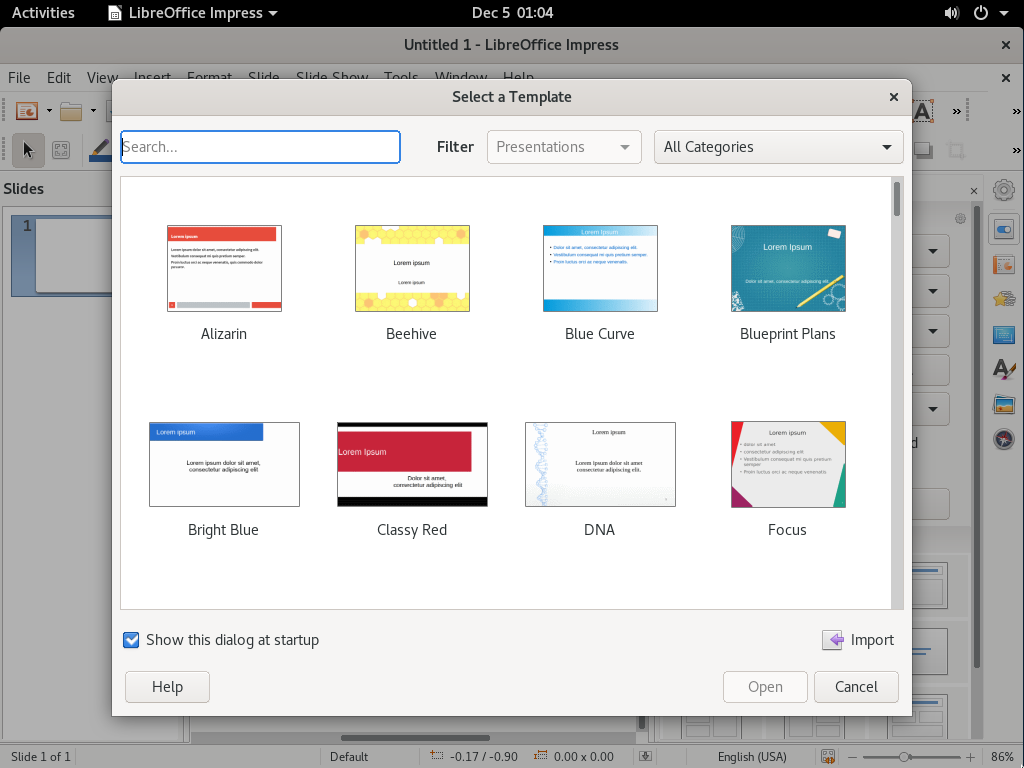 Activities LibreOffice Impress Dec 5 01:04
Untitled 1 - LibreOffice Impress
File Edit View Insert Format Slide Slide Show Tools Window Help
Select a Template
Search... Filter Presentations All Categories
Slides
1
Lorem ipsum
Lorem ipsum dolor sit amet, consectetur adipiscing elit.
Vestibulum consequat mi quis pretium semper.
Proin luctus orci ac neque venenatis, quis commodo dolor posuere.
Lorem ipsum
Lorem ipsum
Lorem Ipsum
Dolor sit amet, consectetur adipiscing elit.
Vestibulum consequat mi quis pretium semper.
Proin luctus orci ac neque venenatis.
Lorem Ipsum
Dolor sit amet, consectetur adipiscing elit.
Alizarin Beehive Blue Curve Blueprint Plans
Lorem ipsum
Lorem ipsum dolor sit amet,
consectetur adipiscing elit
Lorem Ipsum
Dolor sit amet,
consectetur adipiscing elit
Lorem ipsum
Lorem ipsum dolor sit amet
consectetur adipiscing elit.
Lorem ipsum
dolor sit amet
consectetur adipiscing elit
Vestibulum consequat mi quis pretium
semper
Proin luctus orci ac neque venenatis
Bright Blue Classy Red DNA Focus
Show this dialog at startup Import
Help Open Cancel
Slide 1 of 1 Default -0.17 / -0.90 0.00 x 0.00 English (USA) 86%